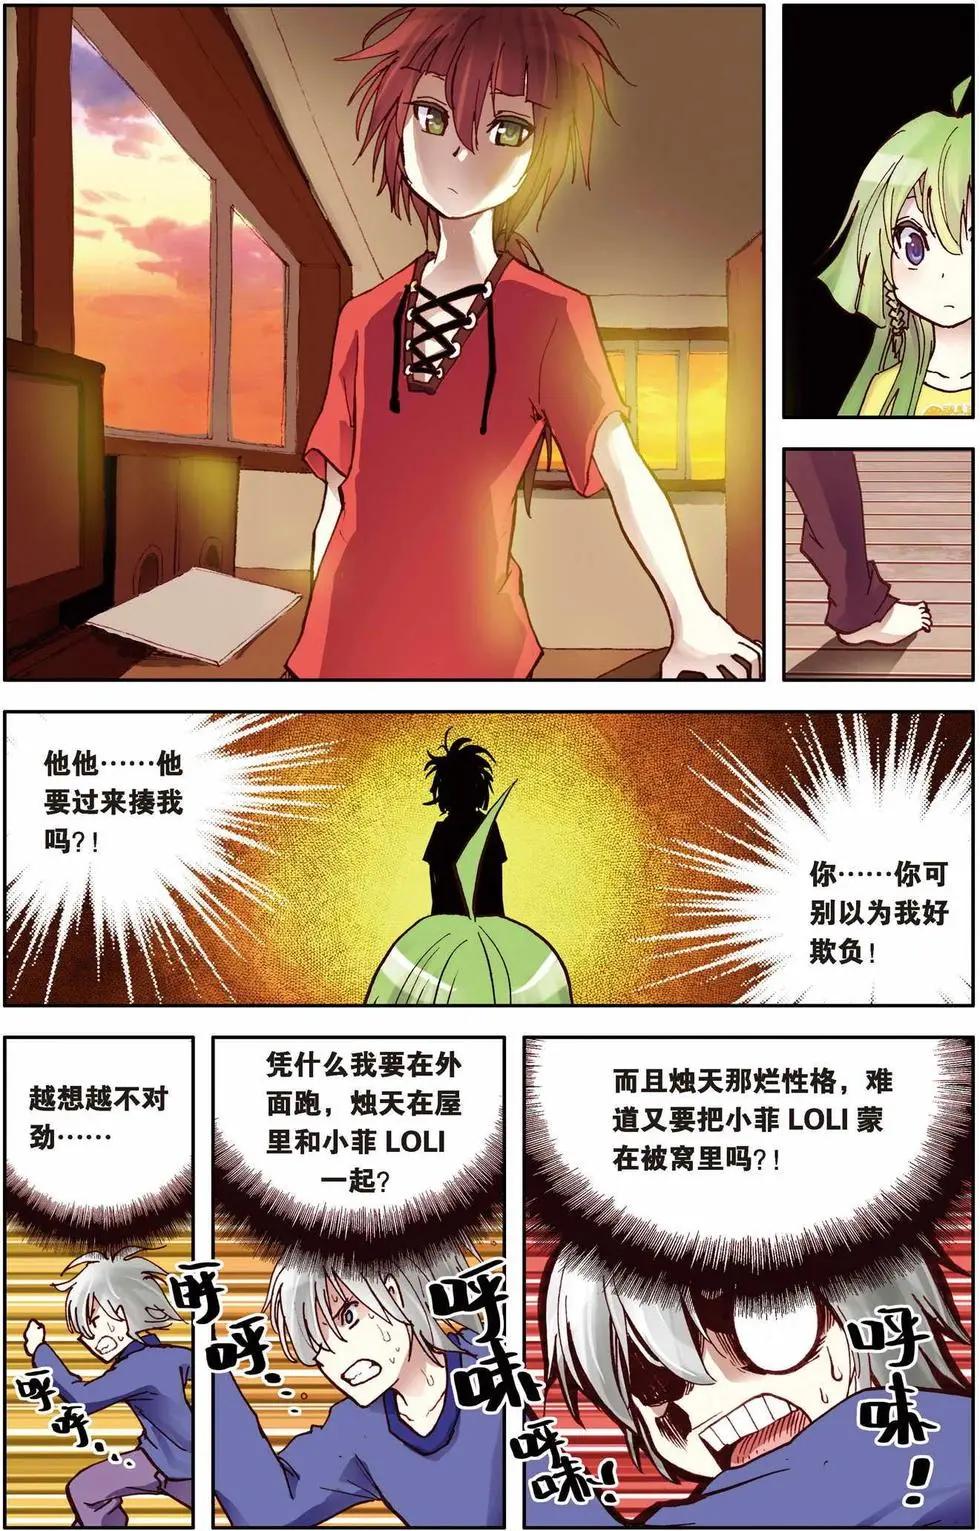 他他……他
要过来揍我
吗?!
你……你可
别以为我好
欺负!
越想越不对
劲……
凭什么我要在外
面跑，烛天在屋
里和小菲 LOLI
一起?
而且烛天那烂性格，难
道又要把小菲 LOLI 蒙
在被窝里吗?!
呼
呼…
呼
呼…
呼
哧
呼
哧!
呼
哧
!